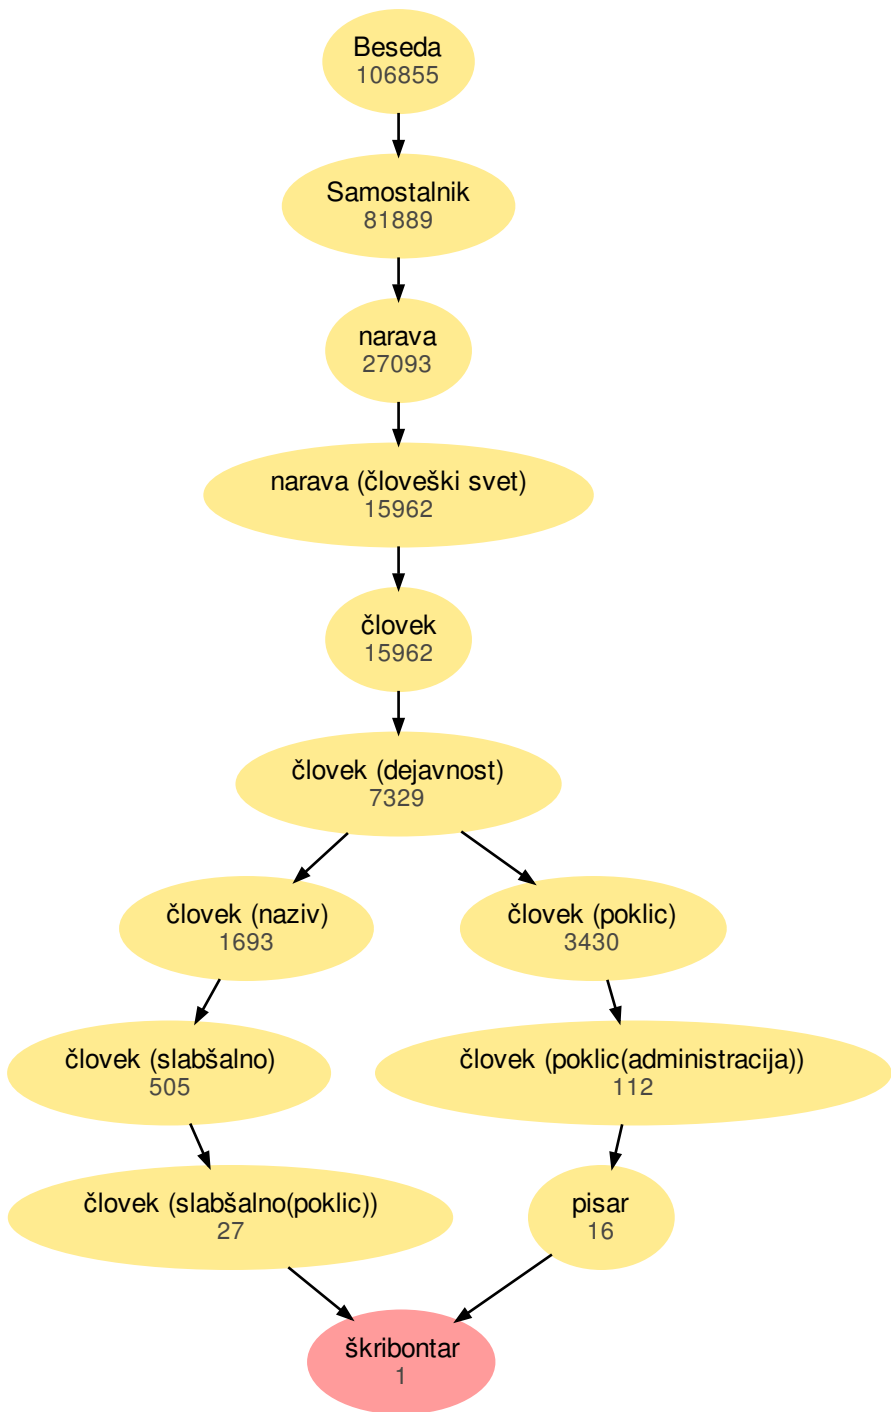 Beseda
106855
Samostalnik
81889
narava
27093
narava (človeški svet)
15962
človek
15962
človek (dejavnost)
7329
človek (naziv)
1693
človek (poklic)
3430
človek (slabšalno)
505
človek (poklic(administracija))
112
človek (slabšalno(poklic))
27
pisar
16
škribontar
1